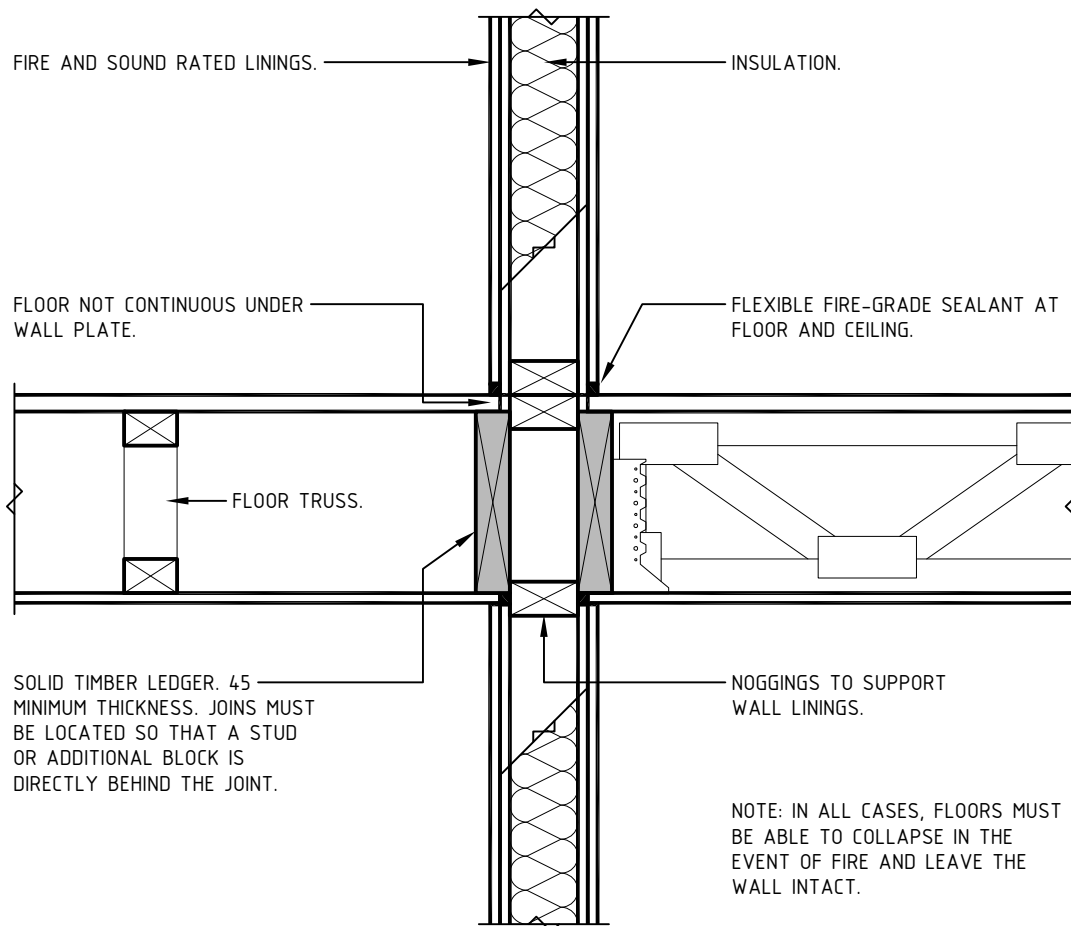 FIRE AND SOUND RATED LININGS.
INSULATION.
FLOOR NOT CONTINUOUS UNDER
WALL PLATE.
FLEXIBLE FIRE-GRADE SEALANT AT
FLOOR AND CEILING.
FLOOR TRUSS.
SOLID TIMBER LEDGER. 45
MINIMUM THICKNESS. JOINS MUST
BE LOCATED SO THAT A STUD
OR ADDITIONAL BLOCK IS
DIRECTLY BEHIND THE JOINT.
NOGGINGS TO SUPPORT
WALL LININGS.
NOTE: IN ALL CASES, FLOORS MUST
BE ABLE TO COLLAPSE IN THE
EVENT OF FIRE AND LEAVE THE
WALL INTACT.